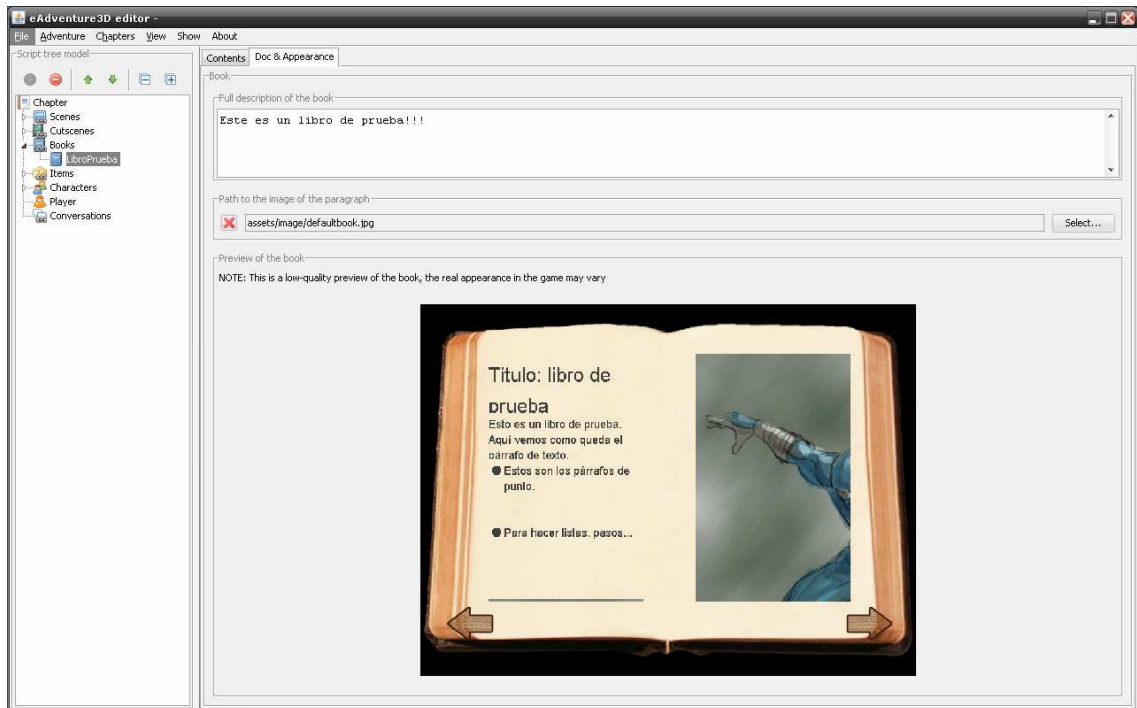 eAdventure3D editor -
File Adventure Chapters View Show About
Script tree model
Chapter
Scenes
Cutscenes
Books
LibroPrueba
Items
Characters
Player
Conversations
Contents Doc & Appearance
Book
Full description of the book
Este es un libro de prueba!!!
Path to the image of the paragraph
assets/image/defaultbook.jpg Select...
Preview of the book
NOTE: This is a low-quality preview of the book, the real appearance in the game may vary
Titulo: libro de
prueba
Esto es un libro de prueba.
Aquí vemos como queda el
párrafo de texto.
Estos son los párrafos de
punto.
Para hacer listas, pasos...